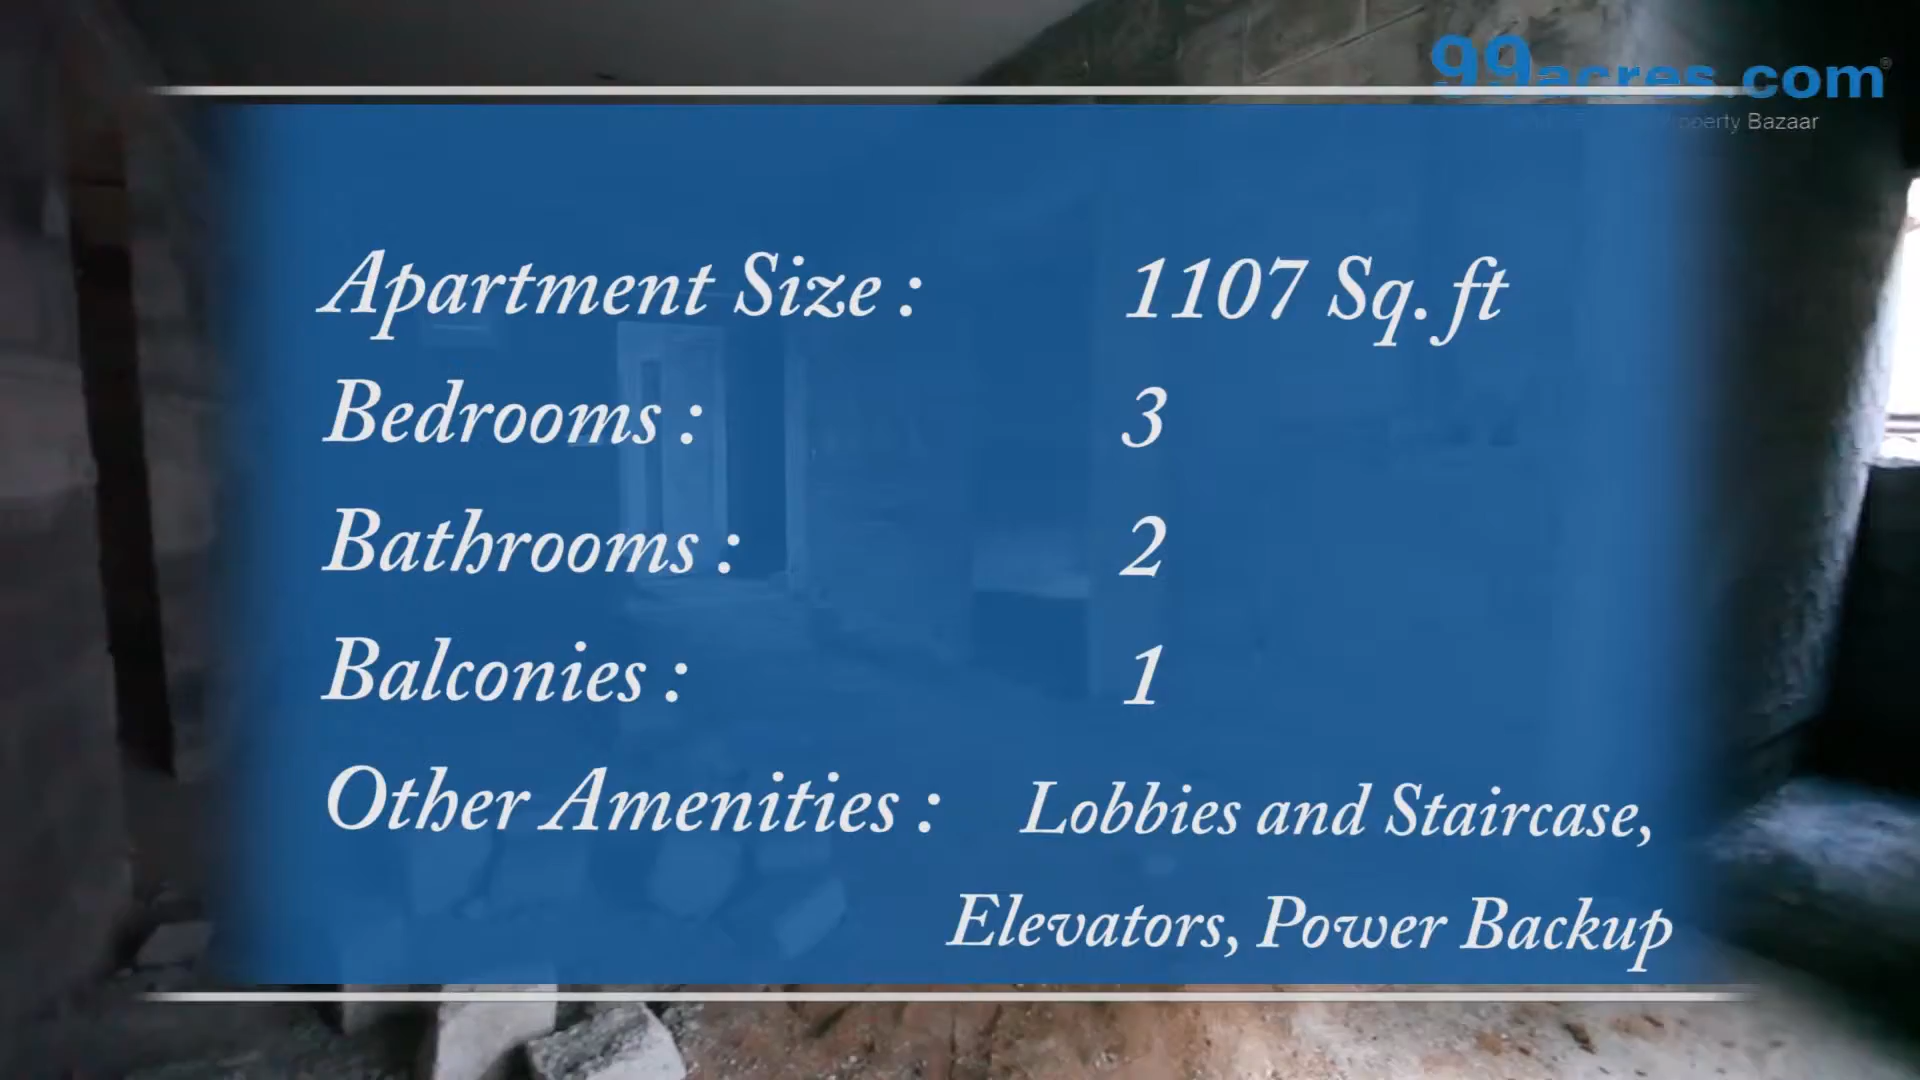 99acres.com
Property Bazaar
Apartment Size : 1107 Sq. ft
Bedrooms : 3
Bathrooms : 2
Balconies : 1
Other Amenities : Lobbies and Staircase,
Elevators, Power Backup